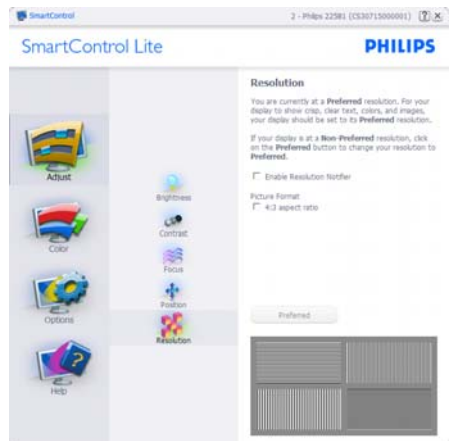 SmartControl
2 - Philips 225B1 (CS30715000001)
SmartControl Lite
PHILIPS
Adjust
Color
Options
Help
Brightness
Contrast
Focus
Position
Resolution
Resolution
You are currently at a Preferred resolution. For your
display to show crisp, clear text, colors, and images,
your display should be set to its Preferred resolution.
If your display is at a Non-Preferred resolution, click
on the Preferred button to change your resolution to
Preferred.
Enable Resolution Notifier
Picture Format
4:3 aspect ratio
Preferred